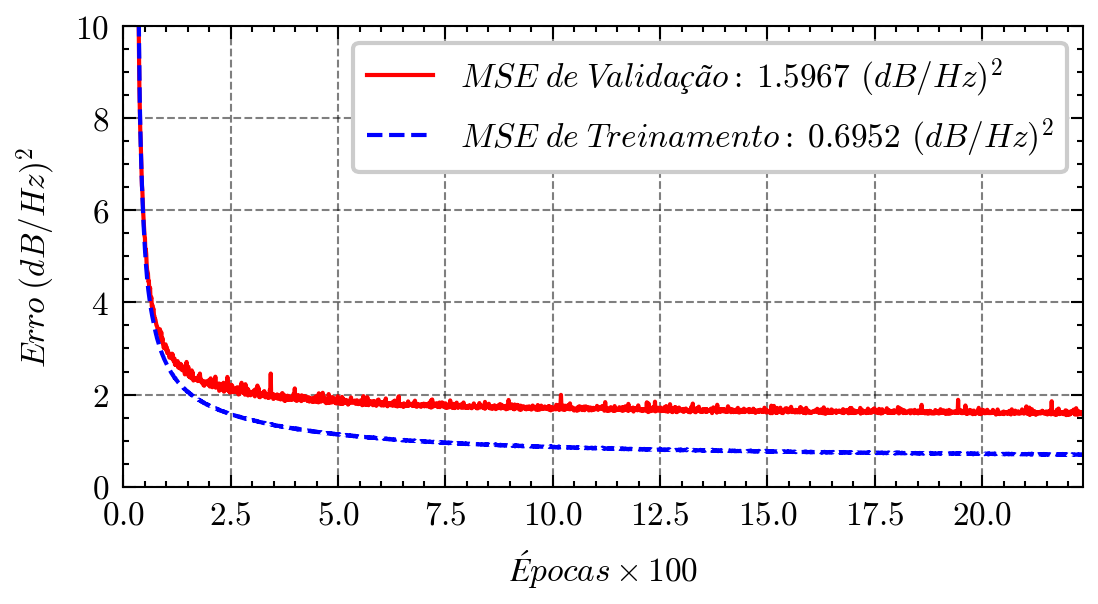 10
8
6
4
2
0
Erro (dB/Hz)²
MSE de Validação: 1.5967 (dB/Hz)²
MSE de Treinamento: 0.6952 (dB/Hz)²
0.0 2.5 5.0 7.5 10.0 12.5 15.0 17.5 20.0
Épocas × 100